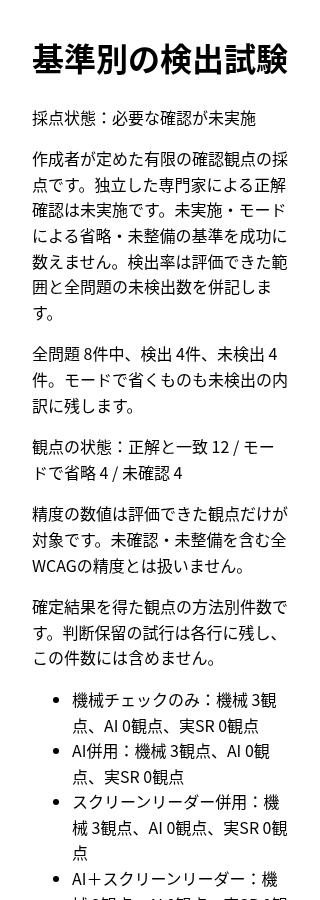 基準別の検出試験
採点状態：必要な確認が未実施
作成者が定めた有限の確認観点の採
点です。独立した専門家による正解
確認は未実施です。未実施・モード
による省略・未整備の基準を成功に
数えません。検出率は評価できた範
囲と全問題の未検出数を併記しま
す。
全問題 8件中、検出 4件、未検出 4
件。モードで省くものも未検出の内
訳に残します。
観点の状態：正解と一致 12 / モー
ドで省略 4 / 未確認 4
精度の数値は評価できた観点だけが
対象です。未確認・未整備を含む全
WCAGの精度とは扱いません。
確定結果を得た観点の方法別件数で
す。判断保留の試行は各行に残し、
この件数には含めません。
• 機械チェックのみ：機械 3観
点、AI 0観点、実SR 0観点
• AI併用：機械 3観点、AI 0観
点、実SR 0観点
• スクリーンリーダー併用：機
械 3観点、AI 0観点、実SR 0観
点
• AI＋スクリーンリーダー：機